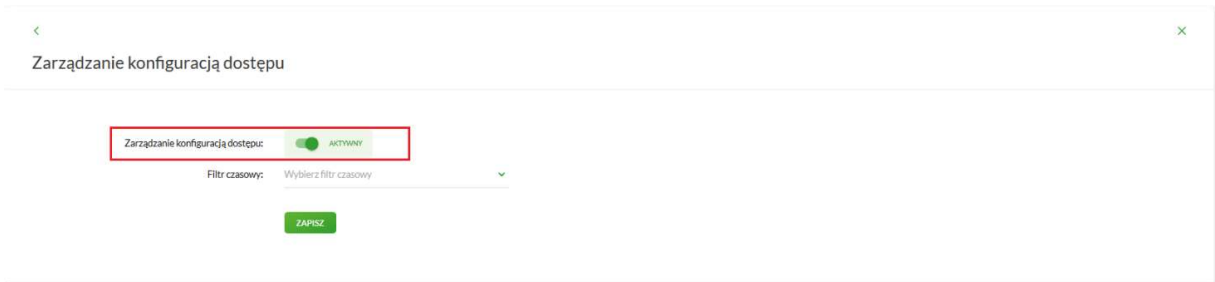 Zarządzanie konfiguracją dostępu
Zarządzanie konfiguracją dostępu: AKTYWNY
Filtr czasowy: Wybierz filtr czasowy
ZAPISZ